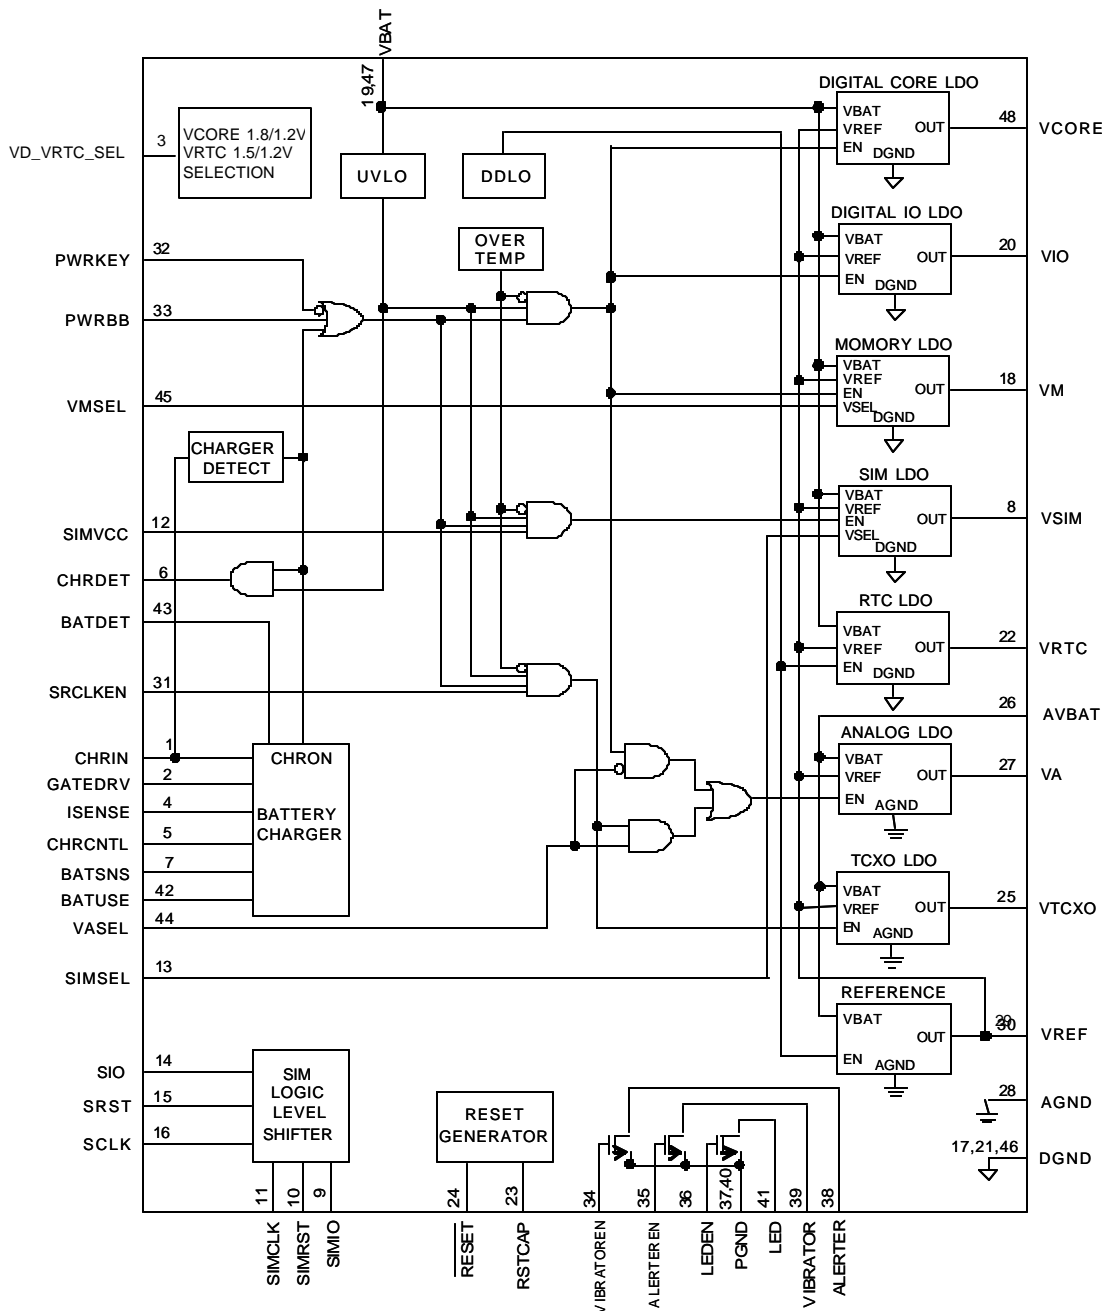 VBAT
19,47
VD_VRTC_SEL
3
VCORE 1.8/1.2V
VRTC 1.5/1.2V
SELECTION
UVLO
DDLO
OVER
TEMP
PWRKEY
32
PWRBB
33
VMSEL
45
CHARGER
DETECT
SIMVCC
12
CHRDET
6
BATDET
43
SRCLKEN
31
CHRIN
1
GATEDRV
2
ISENSE
4
CHRCNTL
5
BATSNS
7
BATUSE
42
VASEL
44
SIMSEL
13
CHRON
BATTERY
CHARGER
SIO
14
SRST
15
SCLK
16
SIM
LOGIC
LEVEL
SHIFTER
11
10
9
SIMCLK
SIMRST
SIMIO
RESET
GENERATOR
24
23
RESET
RSTCAP
34
35
36
37,40
41
39
38
VIBRATOREN
ALERTEREN
LEDEN
PGND
LED
VIBRATOR
ALERTER
DIGITAL CORE LDO
VBAT
VREF
EN
OUT
DGND
48
VCORE
DIGITAL IO LDO
VBAT
VREF
EN
OUT
DGND
20
VIO
MOMORY LDO
VBAT
VREF
EN
VSEL
OUT
DGND
18
VM
SIM LDO
VBAT
VREF
EN
VSEL
OUT
DGND
8
VSIM
RTC LDO
VBAT
VREF
EN
OUT
DGND
22
VRTC
26
AVBAT
ANALOG LDO
VBAT
VREF
EN
OUT
AGND
27
VA
TCXO LDO
VBAT
VREF
EN
OUT
AGND
25
VTCXO
REFERENCE
VBAT
EN
OUT
AGND
29
30
VREF
28
AGND
17,21,46
DGND